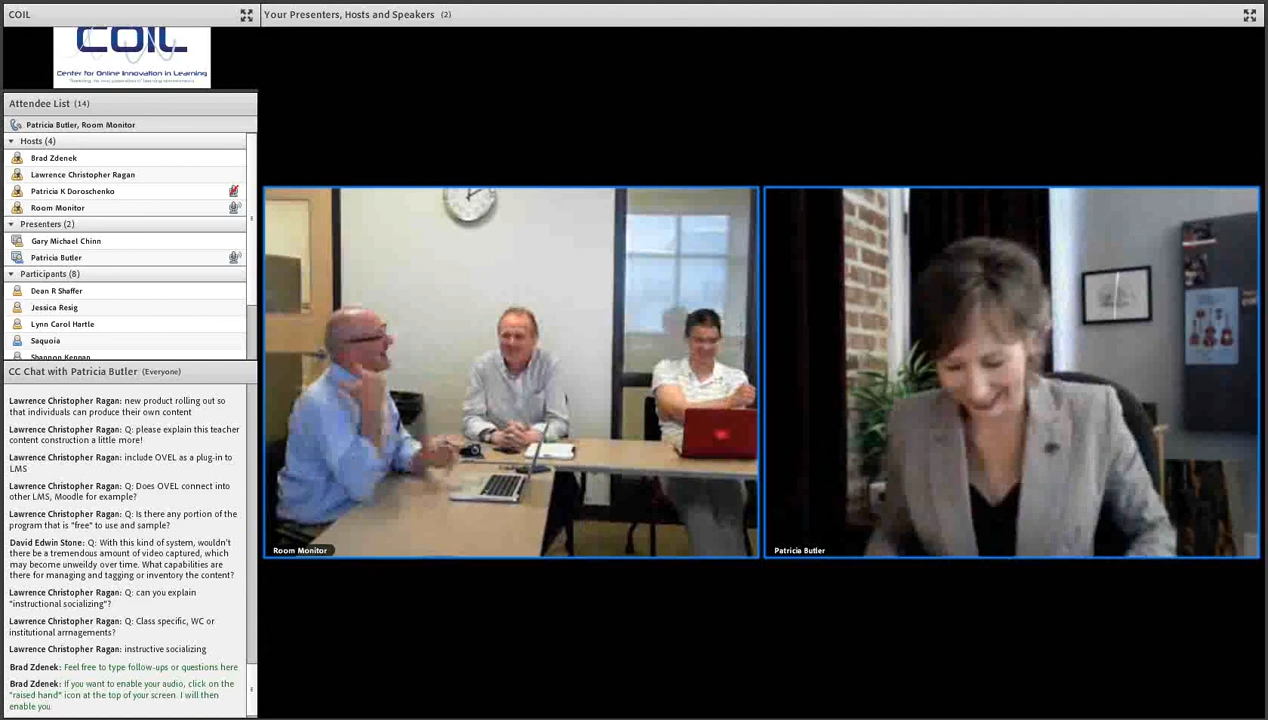 COIL
Your Presenters, Hosts and Speakers (2)
COIL
Center for Online Innovation in Learning
Attendee List (14)
Patricia Butler, Room Monitor
Hosts (4)
Brad Zdenek
Lawrence Christopher Ragan
Patricia K Doroschenko
Room Monitor
Presenters (2)
Gary Michael Chinn
Patricia Butler
Participants (8)
Dean R Shaffer
Jessica Resig
Lynn Carol Hartle
Saquoia
Shannon Kennan
CC Chat with Patricia Butler (Everyone)
Lawrence Christopher Ragan: new product rolling out so
that individuals can produce their own content
Lawrence Christopher Ragan: Q: please explain this teacher
content construction a little more!
Lawrence Christopher Ragan: include OVEL as a plug-in to
LMS
Lawrence Christopher Ragan: Q: Does OVEL connect into
other LMS, Moodle for example?
Lawrence Christopher Ragan: Q: Is there any portion of the
program that is "free" to use and sample?
David Edwin Stone: Q: With this kind of system, wouldn't
there be a tremendous amount of video captured, which
may become unweildy over time. What capabilities are
there for managing and tagging or inventory the content?
Lawrence Christopher Ragan: Q: can you explain
"instructional socializing"?
Lawrence Christopher Ragan: Q: Class specific, WC or
institutional arrnagements?
Lawrence Christopher Ragan: instructive socializing
Brad Zdenek: Feel free to type follow-ups or questions here
Brad Zdenek: If you want to enable your audio, click on the
"raised hand" icon at the top of your screen. I will then
enable you.
Room Monitor
Patricia Butler